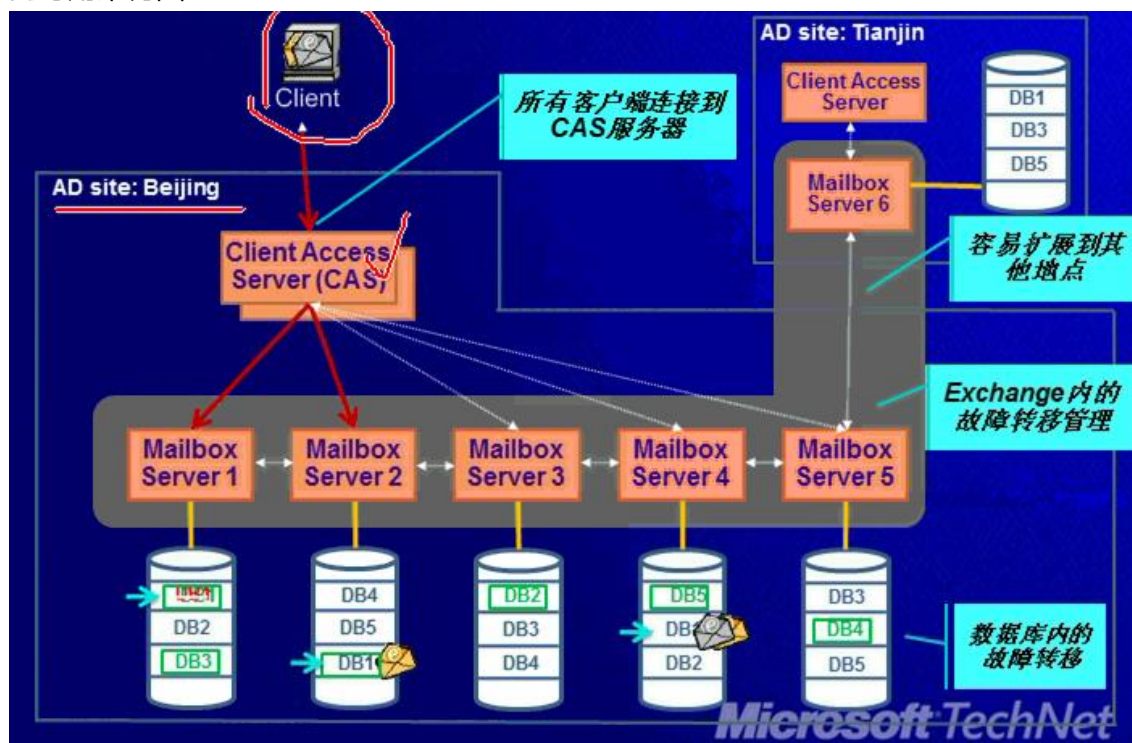 AD site: Tianjin
Client
所有客户端连接到
CAS服务器
Client Access
Server
DB1
DB3
DB5
AD site: Beijing
Mailbox
Server 6
Client Access
Server (CAS)
容易扩展到其
他地点
Exchange内的
故障转移管理
Mailbox
Server 1
Mailbox
Server 2
Mailbox
Server 3
Mailbox
Server 4
Mailbox
Server 5
DB2
DB3
DB4
DB5
DB1
DB2
DB3
DB4
DB5
DB2
DB3
DB4
DB5
数据库内的
故障转移
Microsoft TechNet